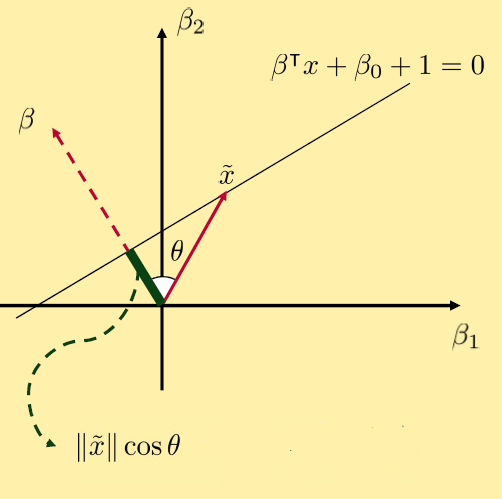 β₂
βᵀx + β₀ + 1 = 0
β
x̃
θ
β₁
‖x̃‖ cos θ